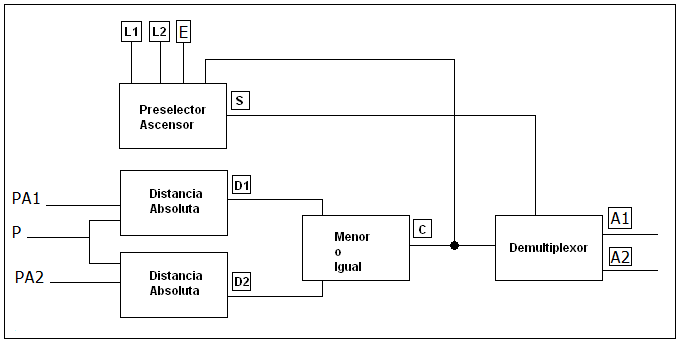 L1 L2 E
Preselector
Ascensor
S
PA1
Distancia
Absoluta
D1
P
Menor
o
Igual
C
Demultiplexor
A1
A2
PA2
Distancia
Absoluta
D2